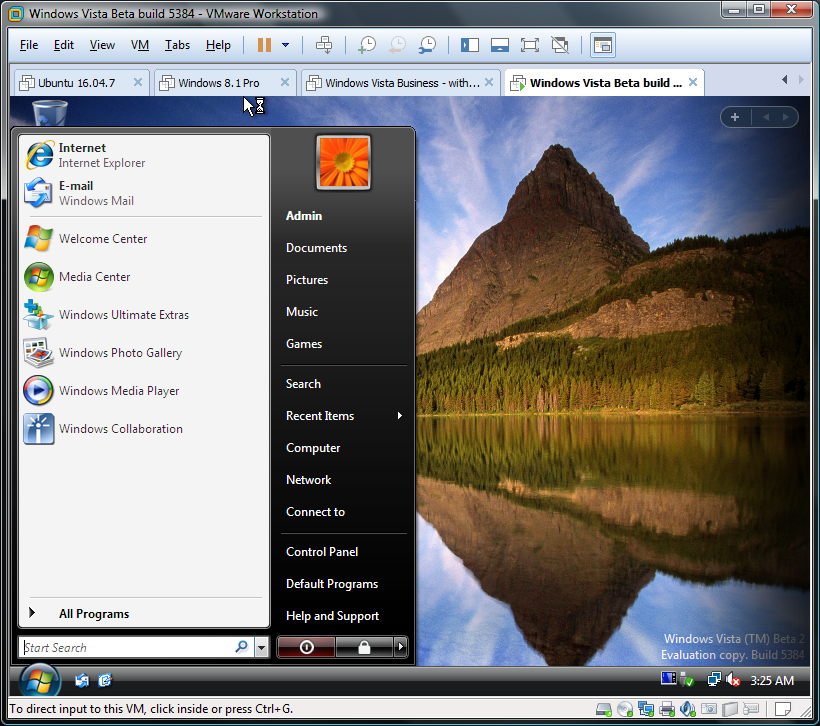 Windows Vista Beta build 5384 - VMware Workstation
File Edit View VM Tabs Help
Ubuntu 16.04.7
Windows 8.1 Pro
Windows Vista Business - with...
Windows Vista Beta build ...
Internet
Internet Explorer
E-mail
Windows Mail
Welcome Center
Media Center
Windows Ultimate Extras
Windows Photo Gallery
Windows Media Player
Windows Collaboration
All Programs
Start Search
Admin
Documents
Pictures
Music
Games
Search
Recent Items
Computer
Network
Connect to
Control Panel
Default Programs
Help and Support
Windows Vista (TM) Beta 2
Evaluation copy. Build 5384
3:25 AM
To direct input to this VM, click inside or press Ctrl+G.